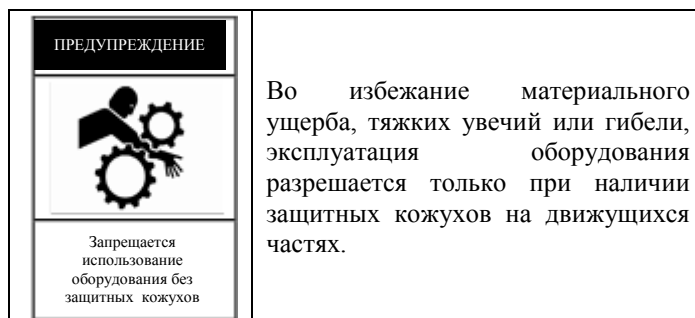 ПРЕДУПРЕЖДЕНИЕ
Запрещается
использование
оборудования без
защитных кожухов
Во избежание материального
ущерба, тяжких увечий или гибели,
эксплуатация оборудования
разрешается только при наличии
защитных кожухов на движущихся
частях.